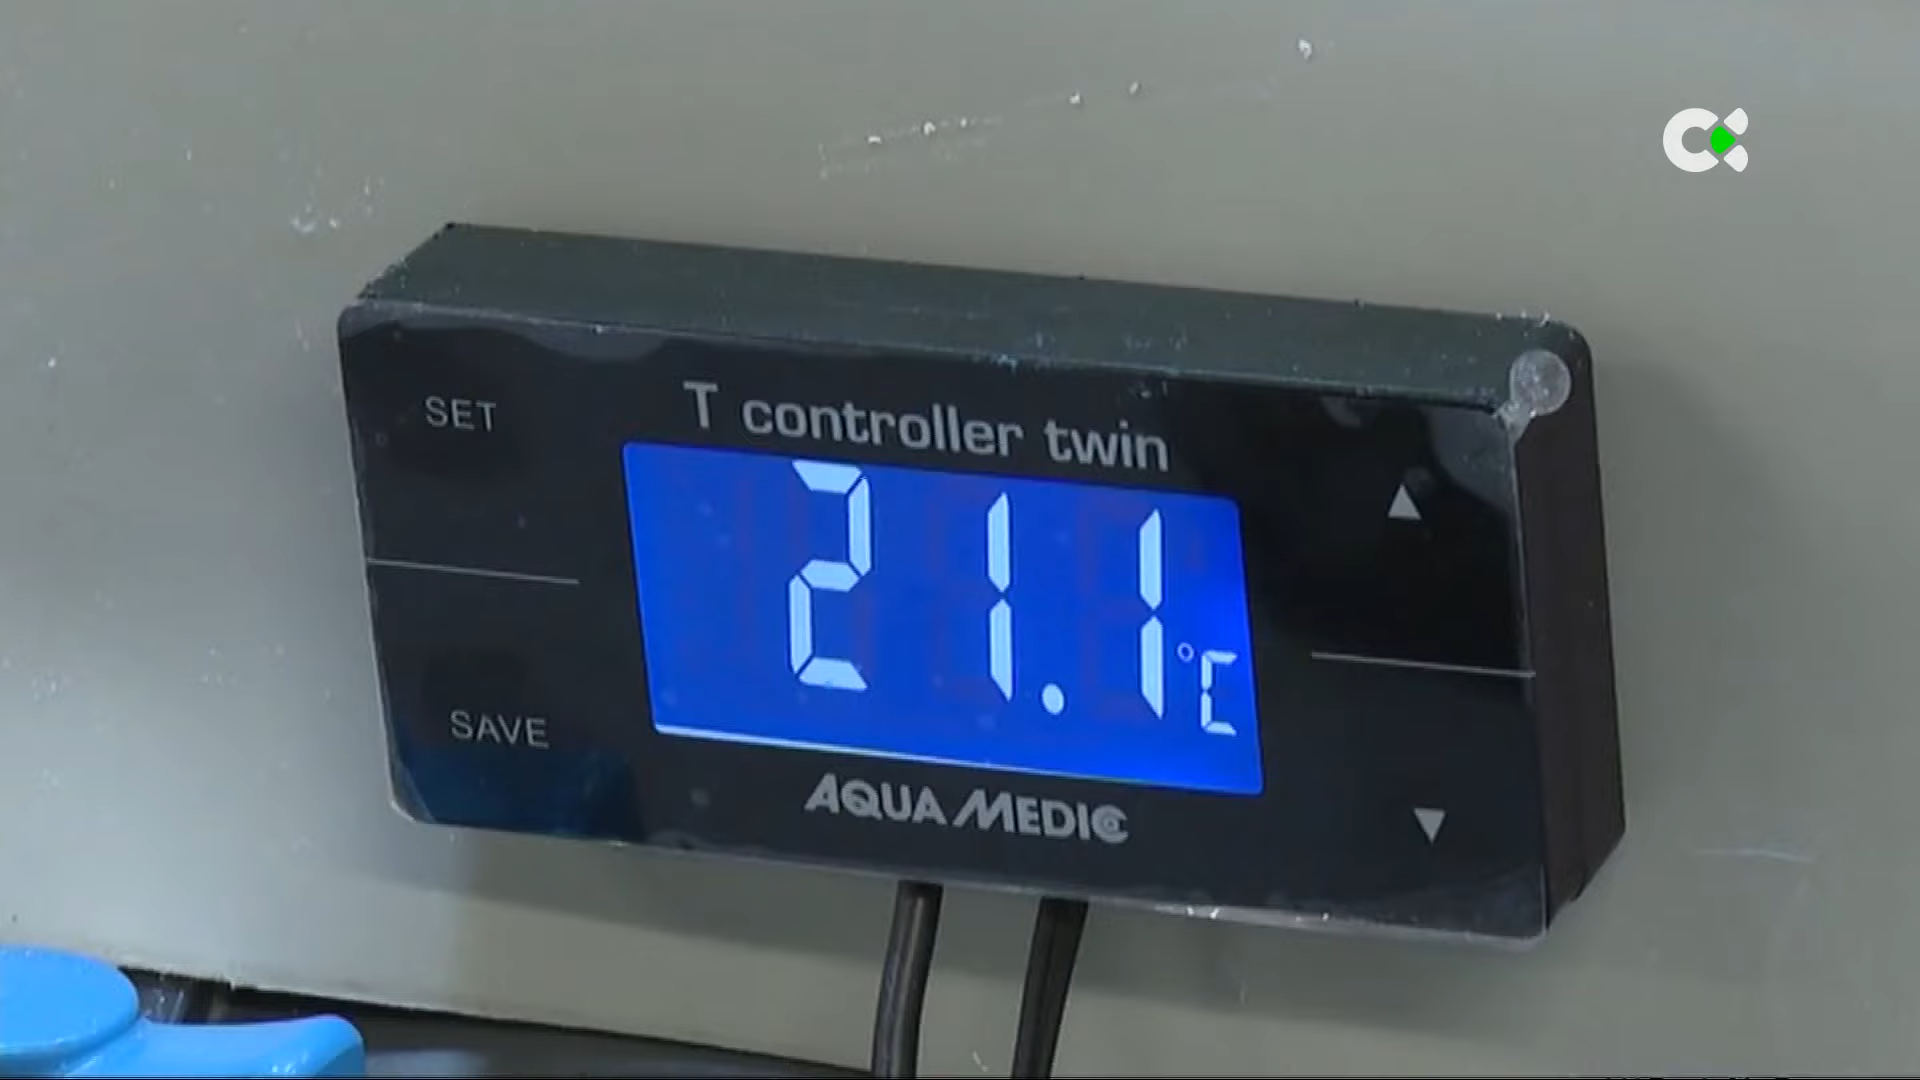 SET
T controller twin
21.1 °C
SAVE
AQUA MEDIC